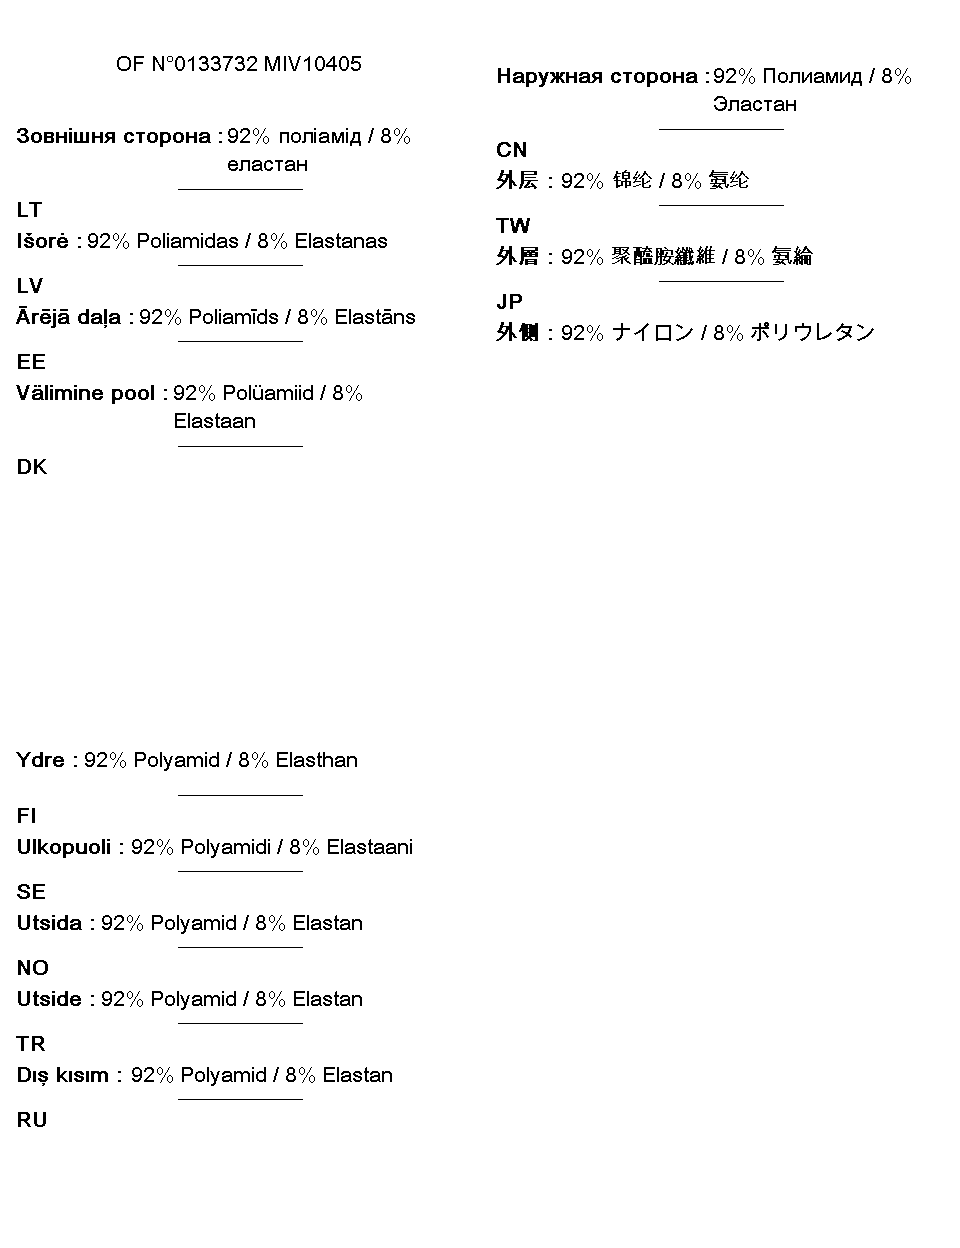 OF N°0133732 MIV10405
Зовнішня сторона : 92% поліамід / 8%
еластан
LT
Išorė : 92% Poliamidas / 8% Elastanas
LV
Ārējā daļa : 92% Poliamīds / 8% Elastāns
EE
Välimine pool : 92% Polüamiid / 8%
Elastaan
DK
Ydre : 92% Polyamid / 8% Elasthan
FI
Ulkopuoli : 92% Polyamidi / 8% Elastaani
SE
Utsida : 92% Polyamid / 8% Elastan
NO
Utside : 92% Polyamid / 8% Elastan
TR
Dış kısım : 92% Polyamid / 8% Elastan
RU
Наружная сторона : 92% Полиамид / 8%
Эластан
CN
外层 : 92% 锦纶 / 8% 氨纶
TW
外層 : 92% 聚醯胺纖維 / 8% 氨綸
JP
外側 : 92% ナイロン / 8% ポリウレタン